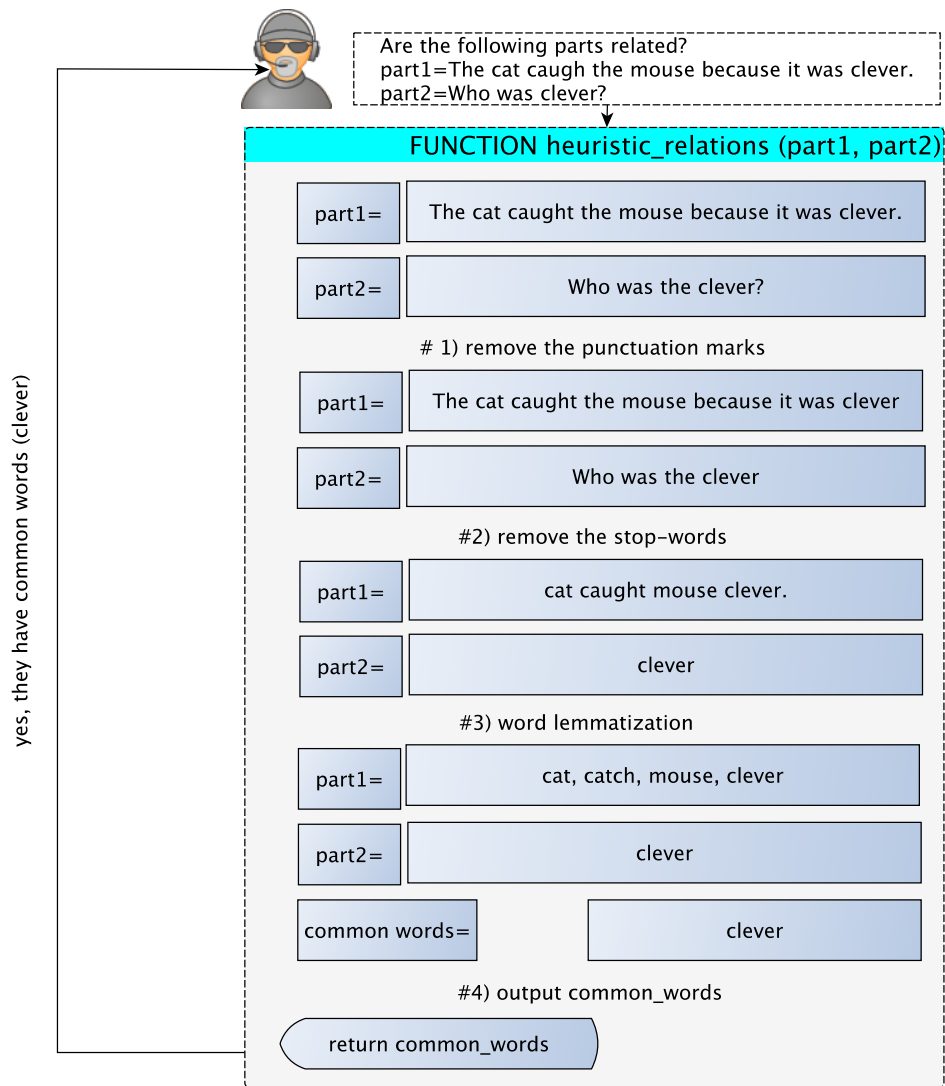 Are the following parts related?
part1=The cat caugh the mouse because it was clever.
part2=Who was clever?
FUNCTION heuristic_relations (part1, part2)
part1=
The cat caught the mouse because it was clever.
part2=
Who was the clever?
# 1) remove the punctuation marks
part1=
The cat caught the mouse because it was clever
part2=
Who was the clever
#2) remove the stop-words
part1=
cat caught mouse clever.
part2=
clever
#3) word lemmatization
part1=
cat, catch, mouse, clever
part2=
clever
common words=
clever
#4) output common_words
return common_words
yes, they have common words (clever)